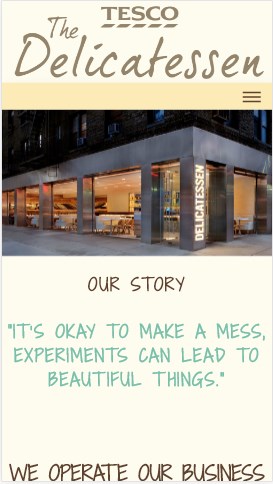 TESCO
The
Delicatessen
DELICATESSEN
OUR STORY
"IT'S OKAY TO MAKE A MESS,
EXPERIMENTS CAN LEAD TO
BEAUTIFUL THINGS."
WE OPERATE OUR BUSINESS